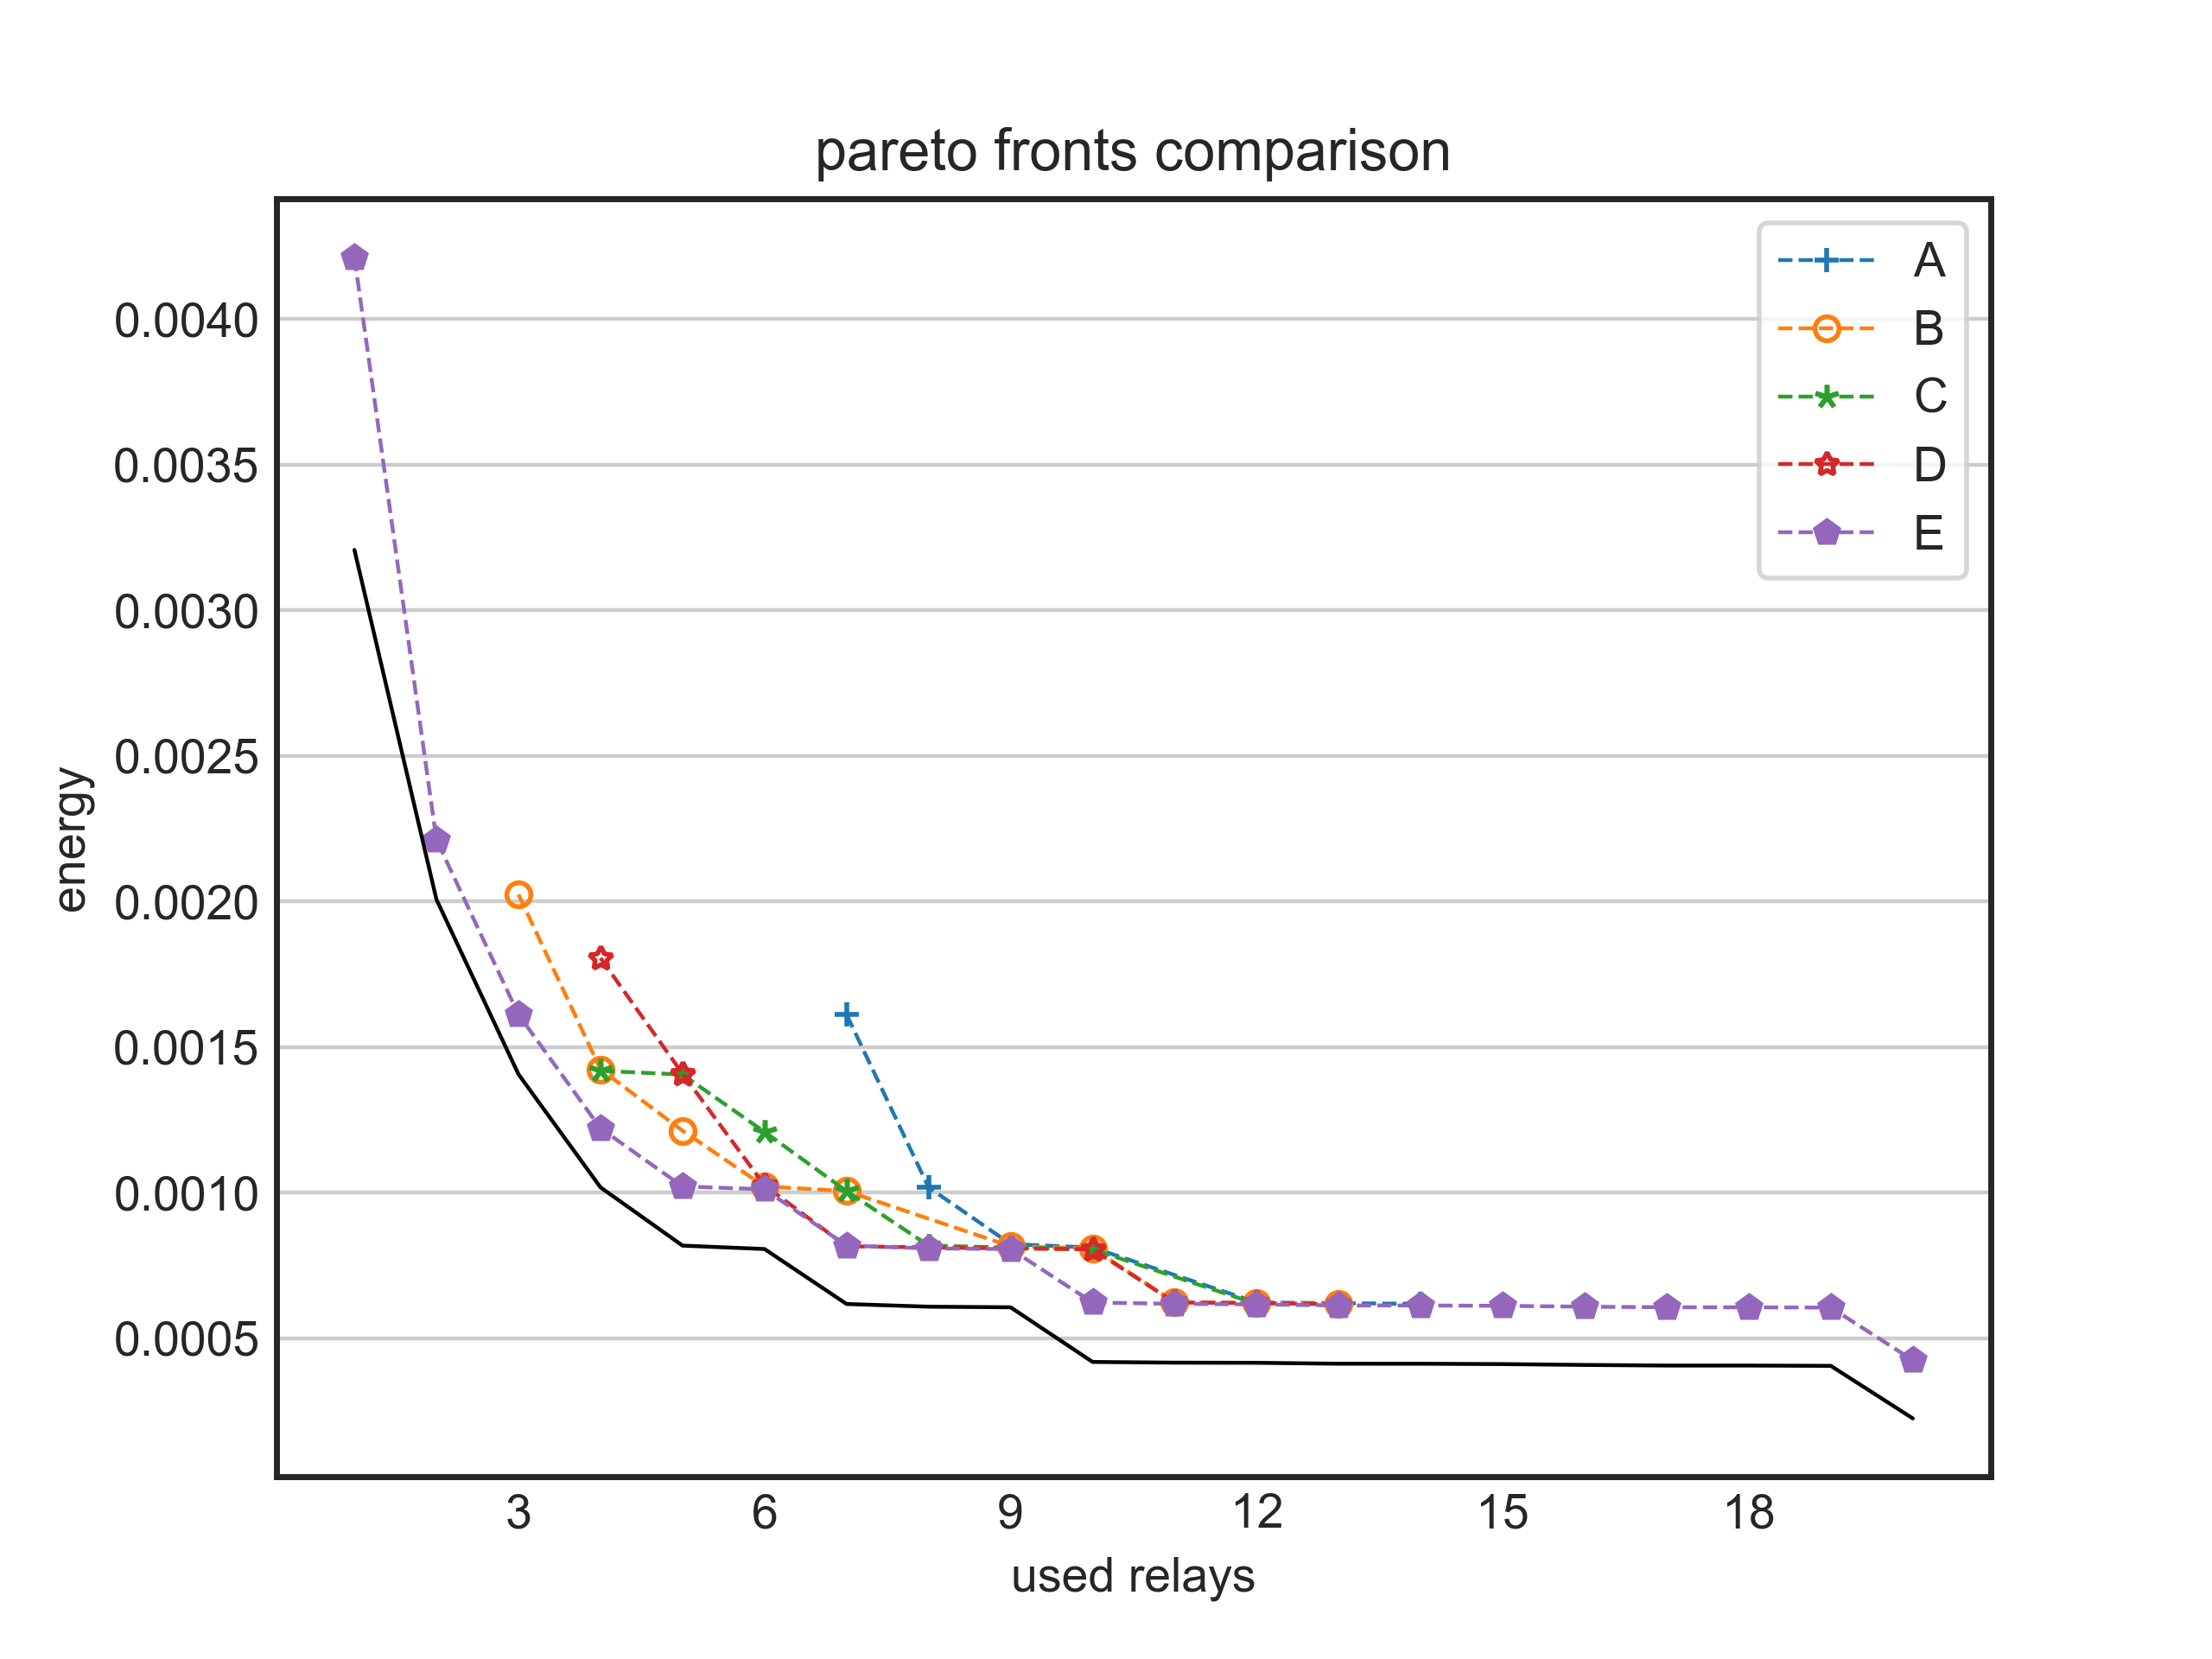 pareto fronts comparison
A
B
C
D
E
0.0040
0.0035
0.0030
0.0025
0.0020
0.0015
0.0010
0.0005
energy
3 6 9 12 15 18
used relays